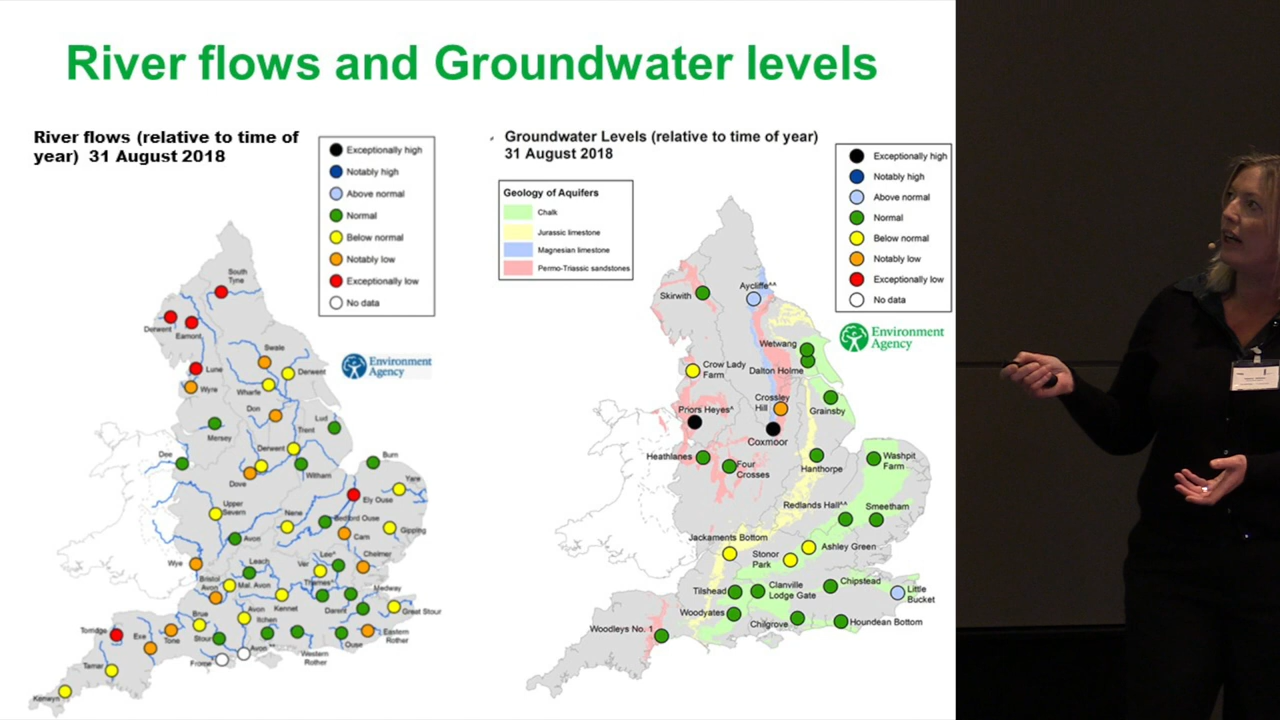 River flows and Groundwater levels
River flows (relative to time of
year) 31 August 2018
Exceptionally high
Notably high
Above normal
Normal
Below normal
Notably low
Exceptionally low
No data
Environment
Agency
South
Tyne
Derwent
Eamont
Lune
Wyre
Swale
Derwent
Wharfe
Don
Lud
Mersey
Trent
Dee
Derwent
Dove
Witham
Burn
Yare
Ely Ouse
Upper
Severn
Nene
Bedford Ouse
Gipping
Avon
Cam
Wye
Leach
Lee^
Ver
Chelmer
Bristol
Avon
Mal. Avon
Thames^
Medway
Kennet
Darent
Great Stour
Brue
Avon
Itchen
Torridge
Exe
Tone
Stour
Eastern
Rother
Ouse
Western
Rother
Avon
Frome
Tamar
Kenwyn
Groundwater Levels (relative to time of year)
31 August 2018
Geology of Aquifers
Chalk
Jurassic limestone
Magnesian limestone
Permo-Triassic sandstones
Exceptionally high
Notably high
Above normal
Normal
Below normal
Notably low
Exceptionally low
No data
Environment
Agency
Skirwith
Aycliffe^^
Wetwang
Crow Lady
Farm
Dalton Holme
Crossley
Hill
Priors Heyes^
Grainsby
Coxmoor
Heathlanes
Four
Crosses
Hanthorpe
Washpit
Farm
Redlands Hall^^
Smeetham
Jackaments Bottom
Stonor
Park
Ashley Green
Tilshead
Clanville
Lodge Gate
Chipstead
Little
Bucket
Woodyates
Chilgrove
Houndean Bottom
Woodleys No. 1